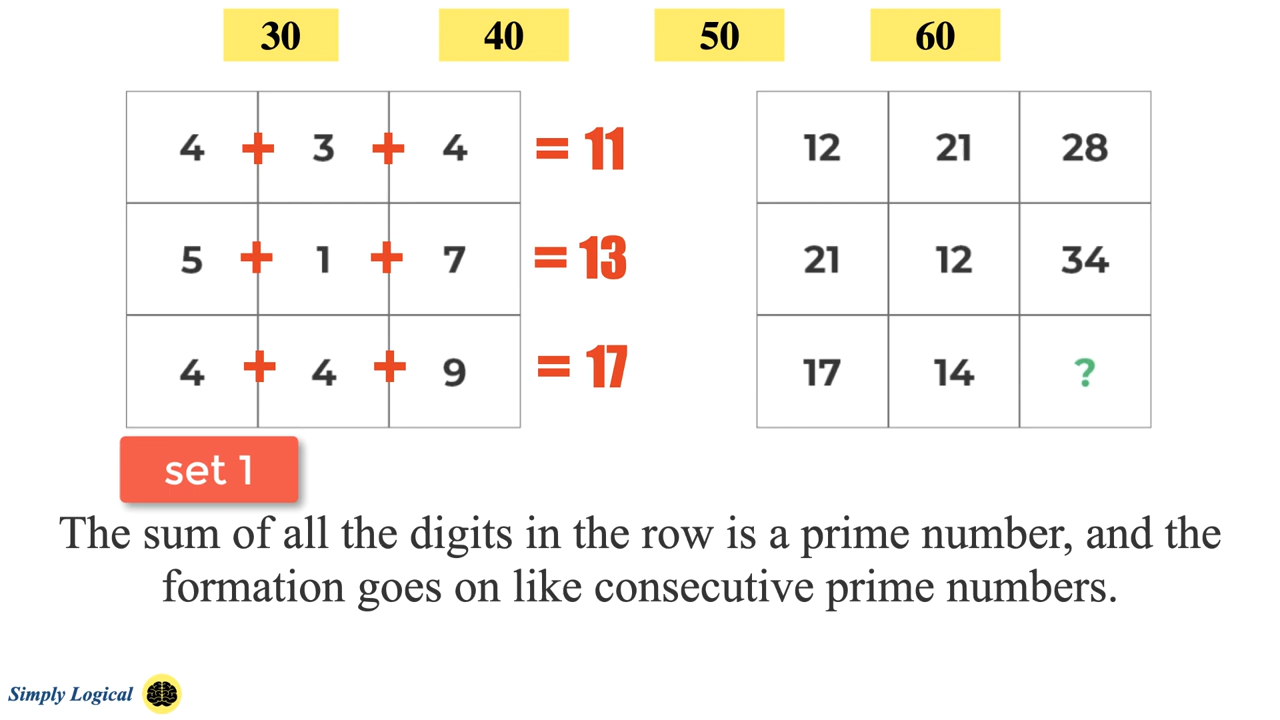 30 40 50 60
4 + 3 + 4 = 11 12 21 28
5 + 1 + 7 = 13 21 12 34
4 + 4 + 9 = 17 17 14 ?
set 1
The sum of all the digits in the row is a prime number, and the
formation goes on like consecutive prime numbers.
Simply Logical